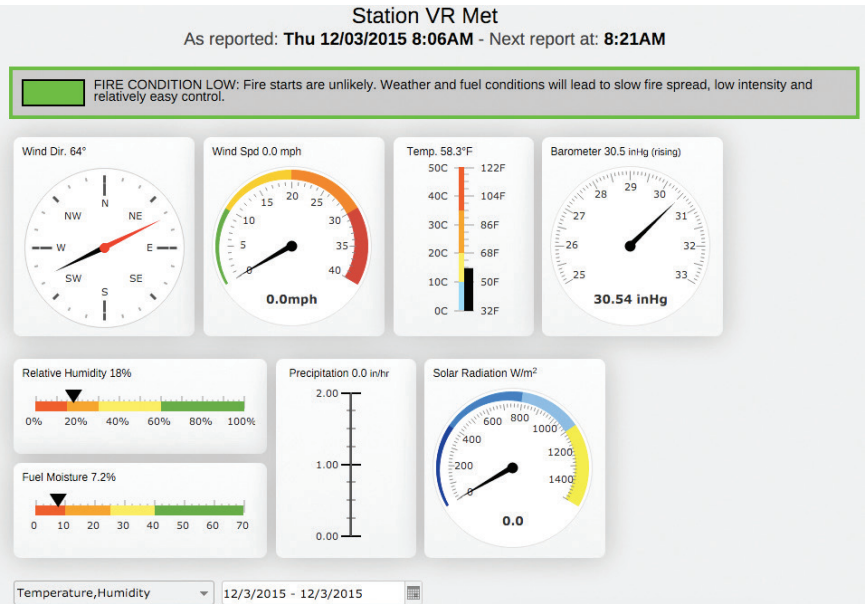 Station VR Met
As reported: Thu 12/03/2015 8:06AM - Next report at: 8:21AM
FIRE CONDITION LOW: Fire starts are unlikely. Weather and fuel conditions will lead to slow fire spread, low intensity and
relatively easy control.
Wind Dir. 64°
N
NW NE
W E
SW SE
S
Wind Spd 0.0 mph
0 5 10 15 20 25 30 35 40
0.0mph
Temp. 58.3°F
50C 122F
40C 104F
30C 86F
20C 68F
10C 50F
0C 32F
Barometer 30.5 inHg (rising)
25 26 27 28 29 30 31 32 33
30.54 inHg
Relative Humidity 18%
0% 20% 40% 60% 80% 100%
Fuel Moisture 7.2%
0 10 20 30 40 50 60 70
Precipitation 0.0 in/hr
2.00
1.00
0.00
Solar Radiation W/m²
0 200 400 600 800 1000 1200 1400
0.0
Temperature,Humidity
12/3/2015 - 12/3/2015